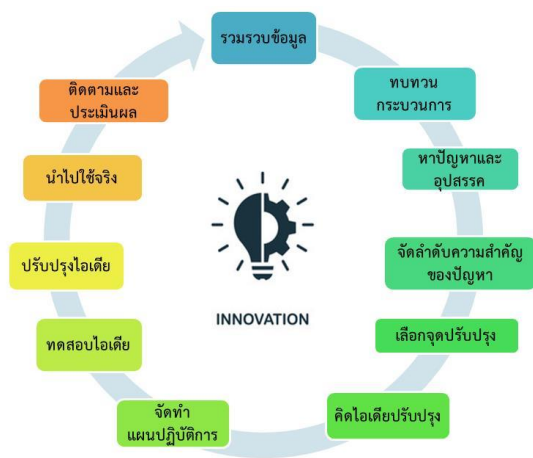 รวมรวบข้อมูล
ทบทวน
กระบวนการ
หาปัญหาและ
อุปสรรค
จัดลำดับความสำคัญ
ของปัญหา
เลือกจุดปรับปรุง
คิดไอเดียปรับปรุง
จัดทำ
แผนปฏิบัติการ
ทดสอบไอเดีย
ปรับปรุงไอเดีย
นำไปใช้จริง
ติดตามและ
ประเมินผล
INNOVATION